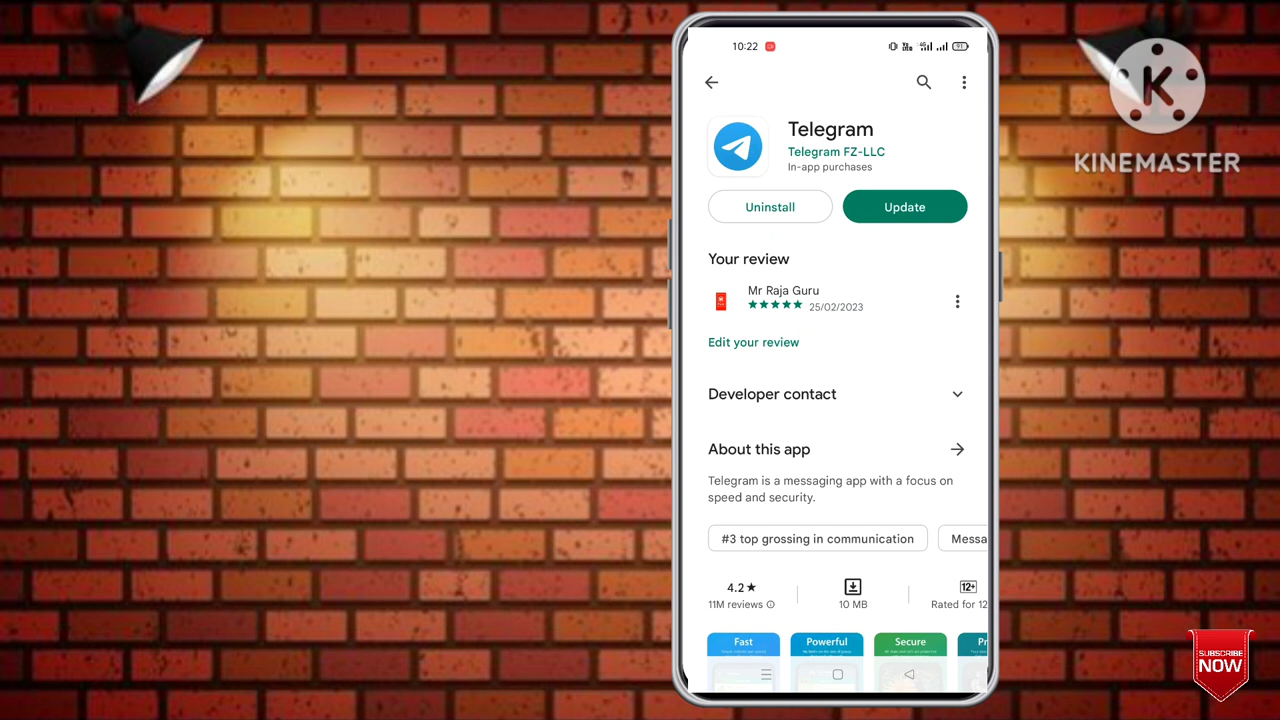 10:22
91
Telegram
Telegram FZ-LLC
In-app purchases
Uninstall
Update
Your review
Mr Raja Guru
25/02/2023
Edit your review
Developer contact
About this app
Telegram is a messaging app with a focus on
speed and security.
#3 top grossing in communication
Messa
4.2★
11M reviews
10 MB
12+
Rated for 12
Fast
Powerful
Secure
Pr
K
KINEMASTER
SUBSCRIBE
NOW